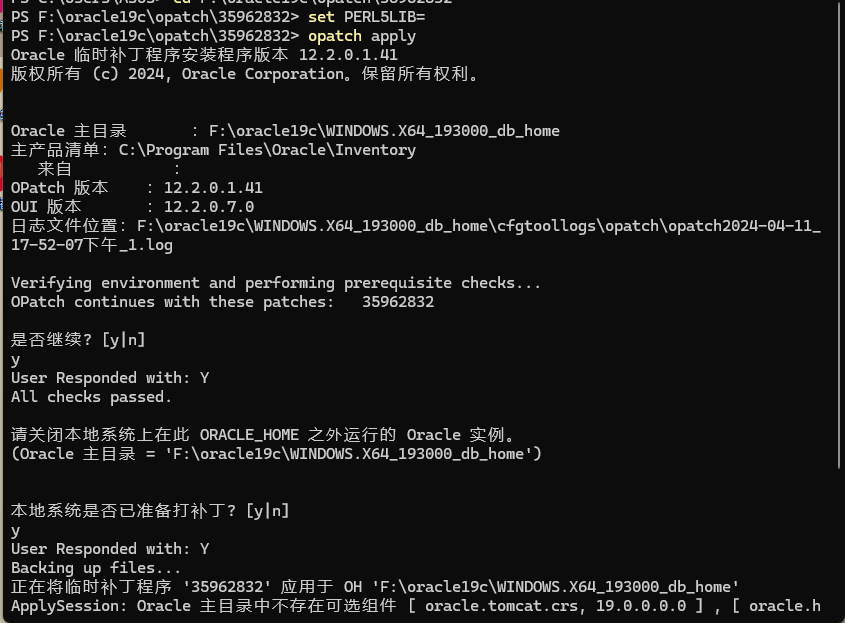 PS F:\oracle19c\opatch\35962832> set PERL5LIB=
PS F:\oracle19c\opatch\35962832> opatch apply
Oracle 临时补丁程序安装程序版本 12.2.0.1.41
版权所有 (c) 2024, Oracle Corporation。保留所有权利。
Oracle 主目录       : F:\oracle19c\WINDOWS.X64_193000_db_home
主产品清单: C:\Program Files\Oracle\Inventory
   来自           :
OPatch 版本    : 12.2.0.1.41
OUI 版本       : 12.2.0.7.0
日志文件位置: F:\oracle19c\WINDOWS.X64_193000_db_home\cfgtoollogs\opatch\opatch2024-04-11_
17-52-07下午_1.log
Verifying environment and performing prerequisite checks...
OPatch continues with these patches:   35962832
是否继续? [y|n]
y
User Responded with: Y
All checks passed.
请关闭本地系统上在此 ORACLE_HOME 之外运行的 Oracle 实例。
(Oracle 主目录 = 'F:\oracle19c\WINDOWS.X64_193000_db_home')
本地系统是否已准备打补丁? [y|n]
y
User Responded with: Y
Backing up files...
正在将临时补丁程序 '35962832' 应用于 OH 'F:\oracle19c\WINDOWS.X64_193000_db_home'
ApplySession: Oracle 主目录中不存在可选组件 [ oracle.tomcat.crs, 19.0.0.0.0 ] , [ oracle.h